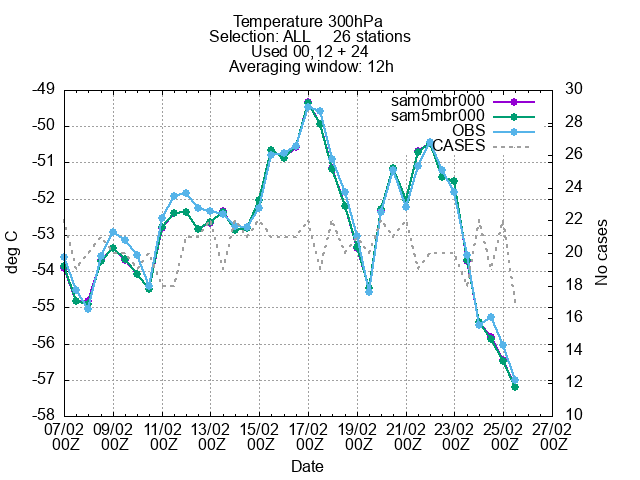 Temperature 300hPa
Selection: ALL 26 stations
Used 00,12 + 24
Averaging window: 12h
sam0mbr000
sam5mbr000
OBS
CASES
-49
-50
-51
-52
-53
-54
-55
-56
-57
-58
deg C
30
28
26
24
22
20
18
16
14
12
10
No cases
07/02 09/02 11/02 13/02 15/02 17/02 19/02 21/02 23/02 25/02 27/02
00Z 00Z 00Z 00Z 00Z 00Z 00Z 00Z 00Z 00Z 00Z
Date